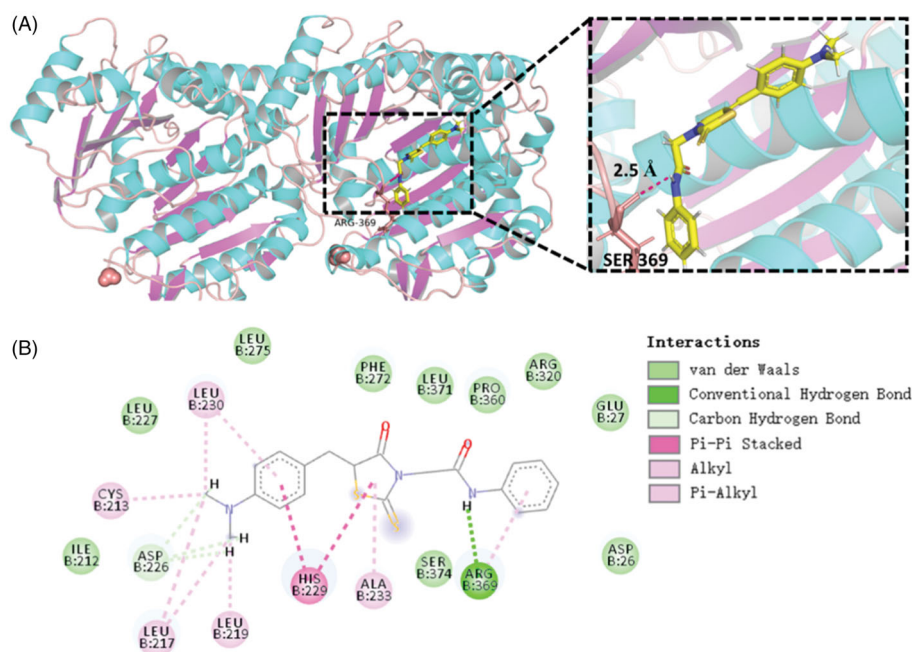 (A)
ARG-369
2.5 Å
SER 369
(B)
LEU
B:275
LEU
B:230
PHE
B:272
LEU
B:371
PRO
B:360
ARG
B:320
GLU
B:27
LEU
B:227
CYS
B:213
ILE
B:212
ASP
B:226
LEU
B:217
LEU
B:219
HIS
B:229
ALA
B:233
SER
B:374
ARG
B:369
ASP
B:26
H
N
H
H
O
N
S
S
O
N
H
Interactions
van der Waals
Conventional Hydrogen Bond
Carbon Hydrogen Bond
Pi-Pi Stacked
Alkyl
Pi-Alkyl